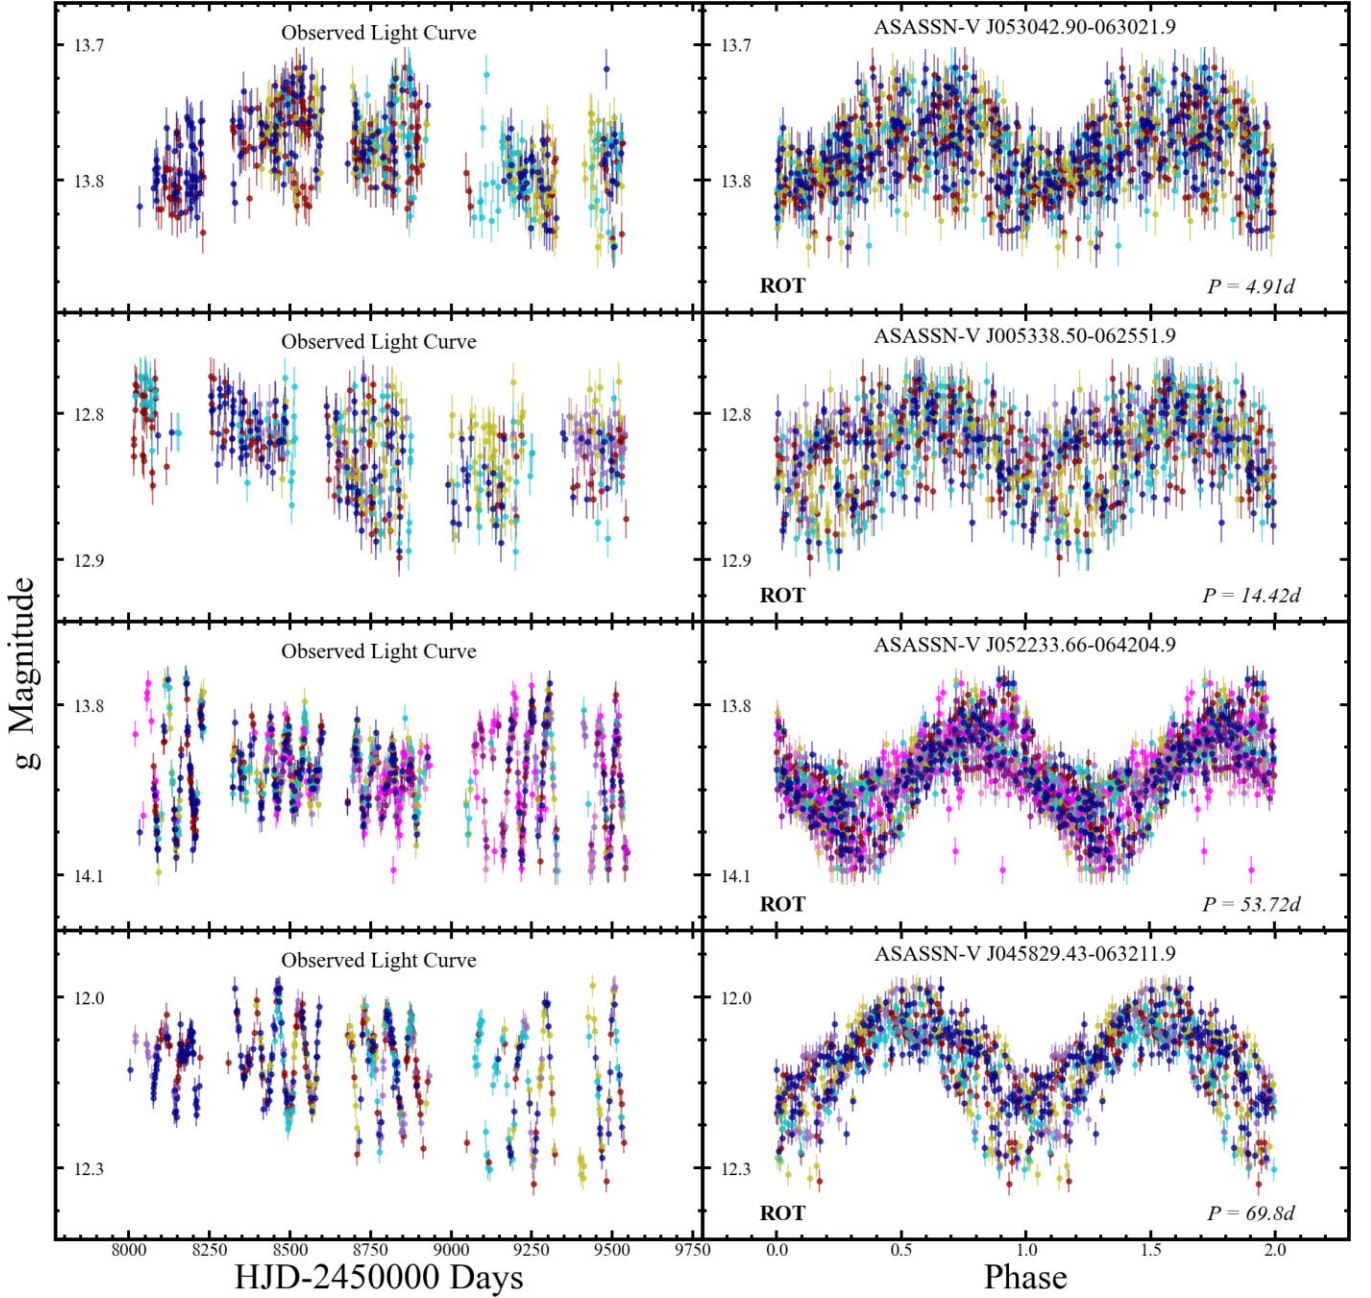 Observed Light Curve
ASASSN-V J053042.90-063021.9
13.7
13.7
13.8
13.8
ROT
P = 4.91d
Observed Light Curve
ASASSN-V J005338.50-062551.9
12.8
12.8
12.9
12.9
ROT
P = 14.42d
g Magnitude
Observed Light Curve
ASASSN-V J052233.66-064204.9
13.8
13.8
14.1
14.1
ROT
P = 53.72d
Observed Light Curve
ASASSN-V J045829.43-063211.9
12.0
12.0
12.3
12.3
ROT
P = 69.8d
8000 8250 8500 8750 9000 9250 9500 9750
0.0 0.5 1.0 1.5 2.0
HJD-2450000 Days
Phase